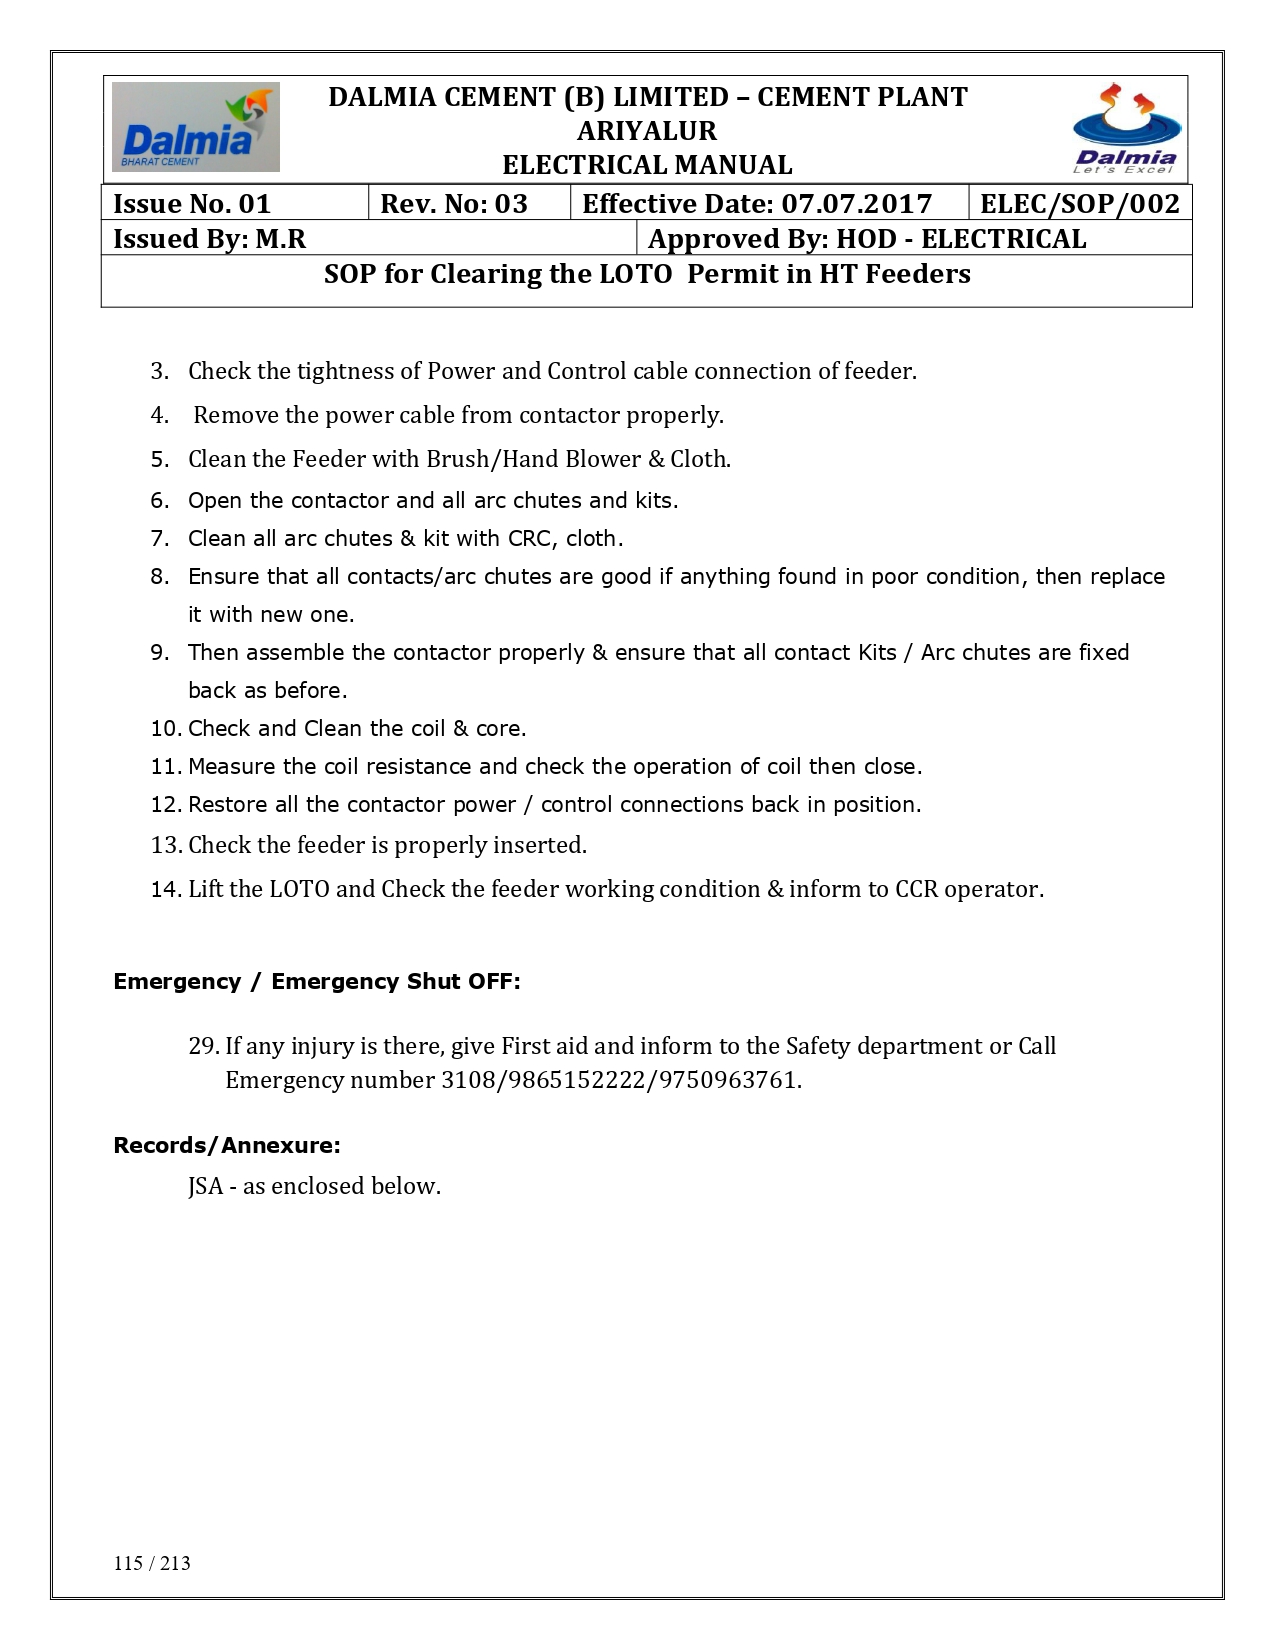 Dalmia
BHARAT CEMENT
DALMIA CEMENT (B) LIMITED – CEMENT PLANT
ARIYALUR
ELECTRICAL MANUAL
Dalmia
Let's Excel
Issue No. 01 Rev. No: 03 Effective Date: 07.07.2017 ELEC/SOP/002
Issued By: M.R Approved By: HOD - ELECTRICAL
SOP for Clearing the LOTO Permit in HT Feeders
3. Check the tightness of Power and Control cable connection of feeder.
4. Remove the power cable from contactor properly.
5. Clean the Feeder with Brush/Hand Blower & Cloth.
6. Open the contactor and all arc chutes and kits.
7. Clean all arc chutes & kit with CRC, cloth.
8. Ensure that all contacts/arc chutes are good if anything found in poor condition, then replace
it with new one.
9. Then assemble the contactor properly & ensure that all contact Kits / Arc chutes are fixed
back as before.
10. Check and Clean the coil & core.
11. Measure the coil resistance and check the operation of coil then close.
12. Restore all the contactor power / control connections back in position.
13. Check the feeder is properly inserted.
14. Lift the LOTO and Check the feeder working condition & inform to CCR operator.
Emergency / Emergency Shut OFF:
29. If any injury is there, give First aid and inform to the Safety department or Call
Emergency number 3108/9865152222/9750963761.
Records/Annexure:
JSA - as enclosed below.
115 / 213